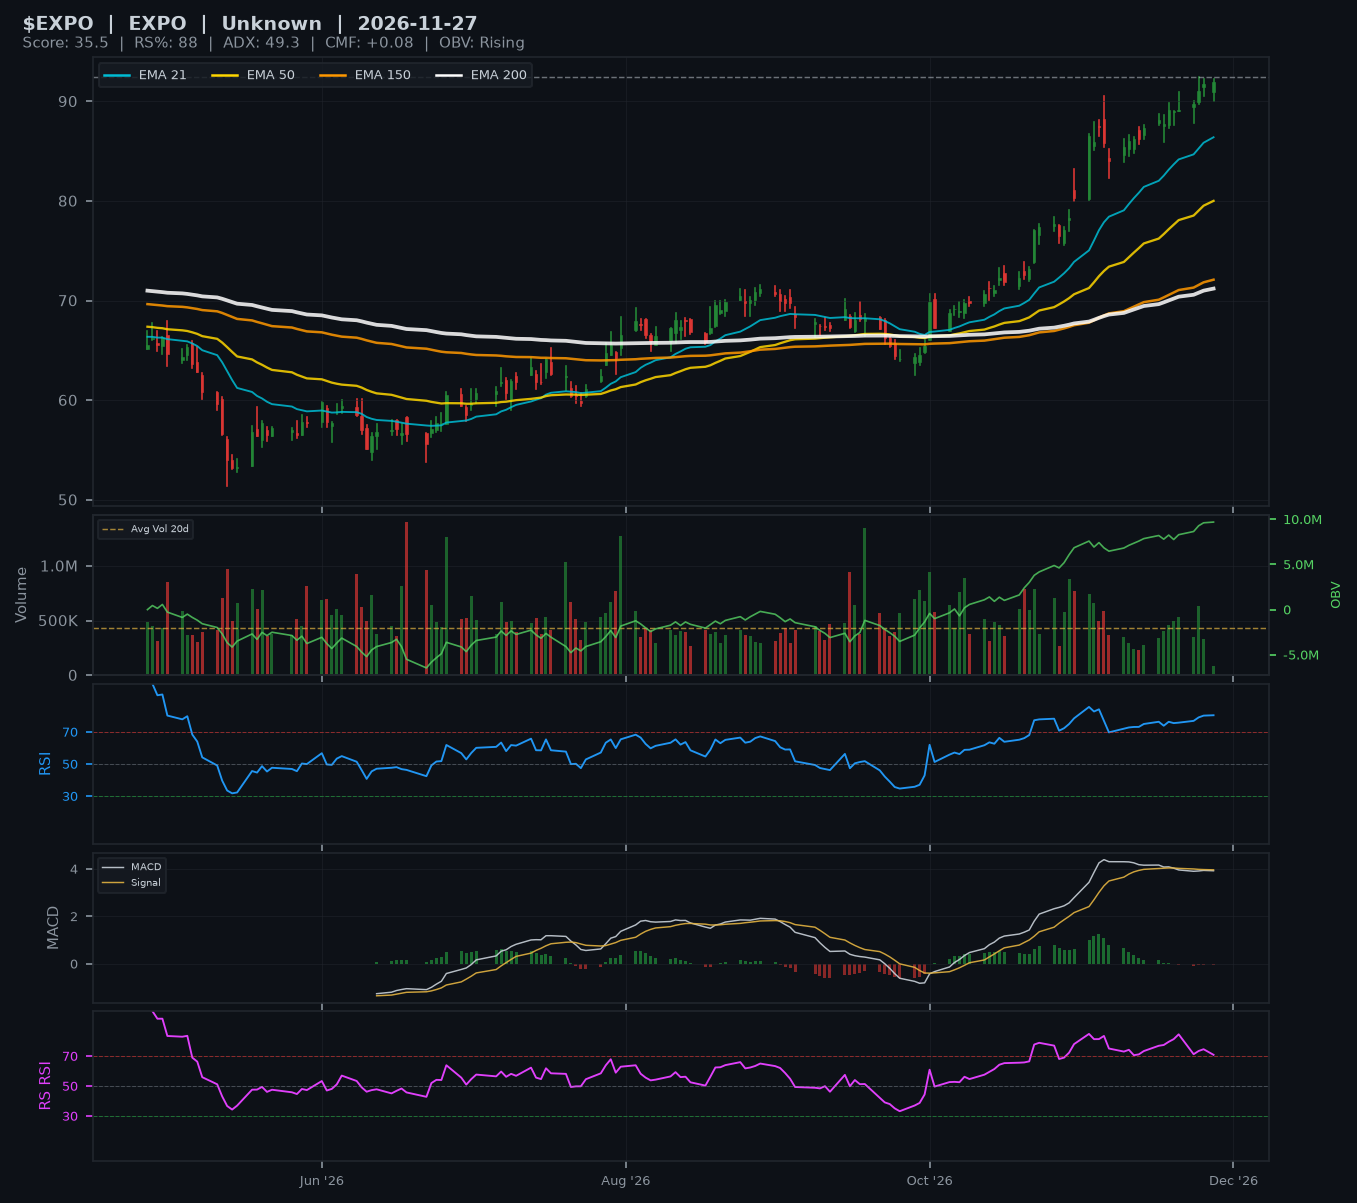 $EXPO | EXPO | Unknown | 2026-11-27
Score: 35.5 | RS%: 88 | ADX: 49.3 | CMF: +0.08 | OBV: Rising
EMA 21 EMA 50 EMA 150 EMA 200
90
80
70
60
50
Avg Vol 20d
Volume
1.0M
500K
0
10.0M
5.0M
0
-5.0M
OBV
RSI
70
50
30
MACD
Signal
MACD
4
2
0
RS RSI
70
50
30
Jun '26 Aug '26 Oct '26 Dec '26